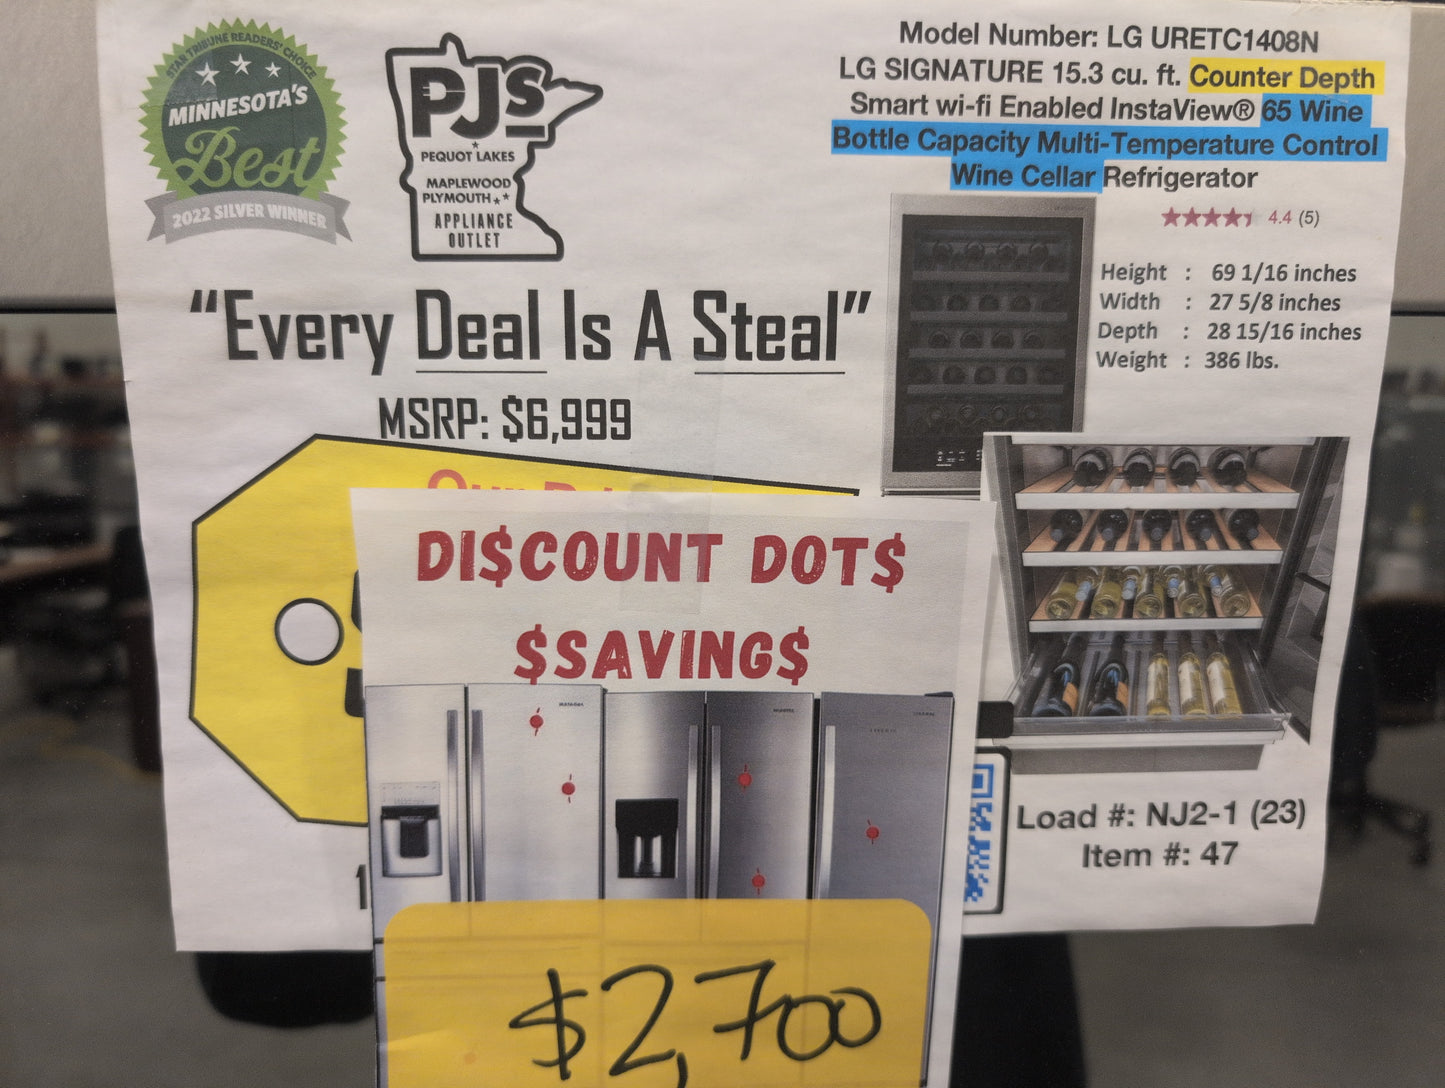 STAR TRIBUNE READERS' CHOICE
MINNESOTA'S
Best
2022 SILVER WINNER
PJS
PEQUOT LAKES
MAPLEWOOD
PLYMOUTH
APPLIANCE
OUTLET
Model Number: LG URETC1408N
LG SIGNATURE 15.3 cu. ft. Counter Depth
Smart wi-fi Enabled InstaView® 65 Wine
Bottle Capacity Multi-Temperature Control
Wine Cellar Refrigerator
4.4 (5)
Height : 69 1/16 inches
Width : 27 5/8 inches
Depth : 28 15/16 inches
Weight : 386 lbs.
“Every Deal Is A Steal”
MSRP: $6,999
Our
DI$COUNT DOT$
$SAVING$
$2,700
Load #: NJ2-1 (23)
Item #: 47